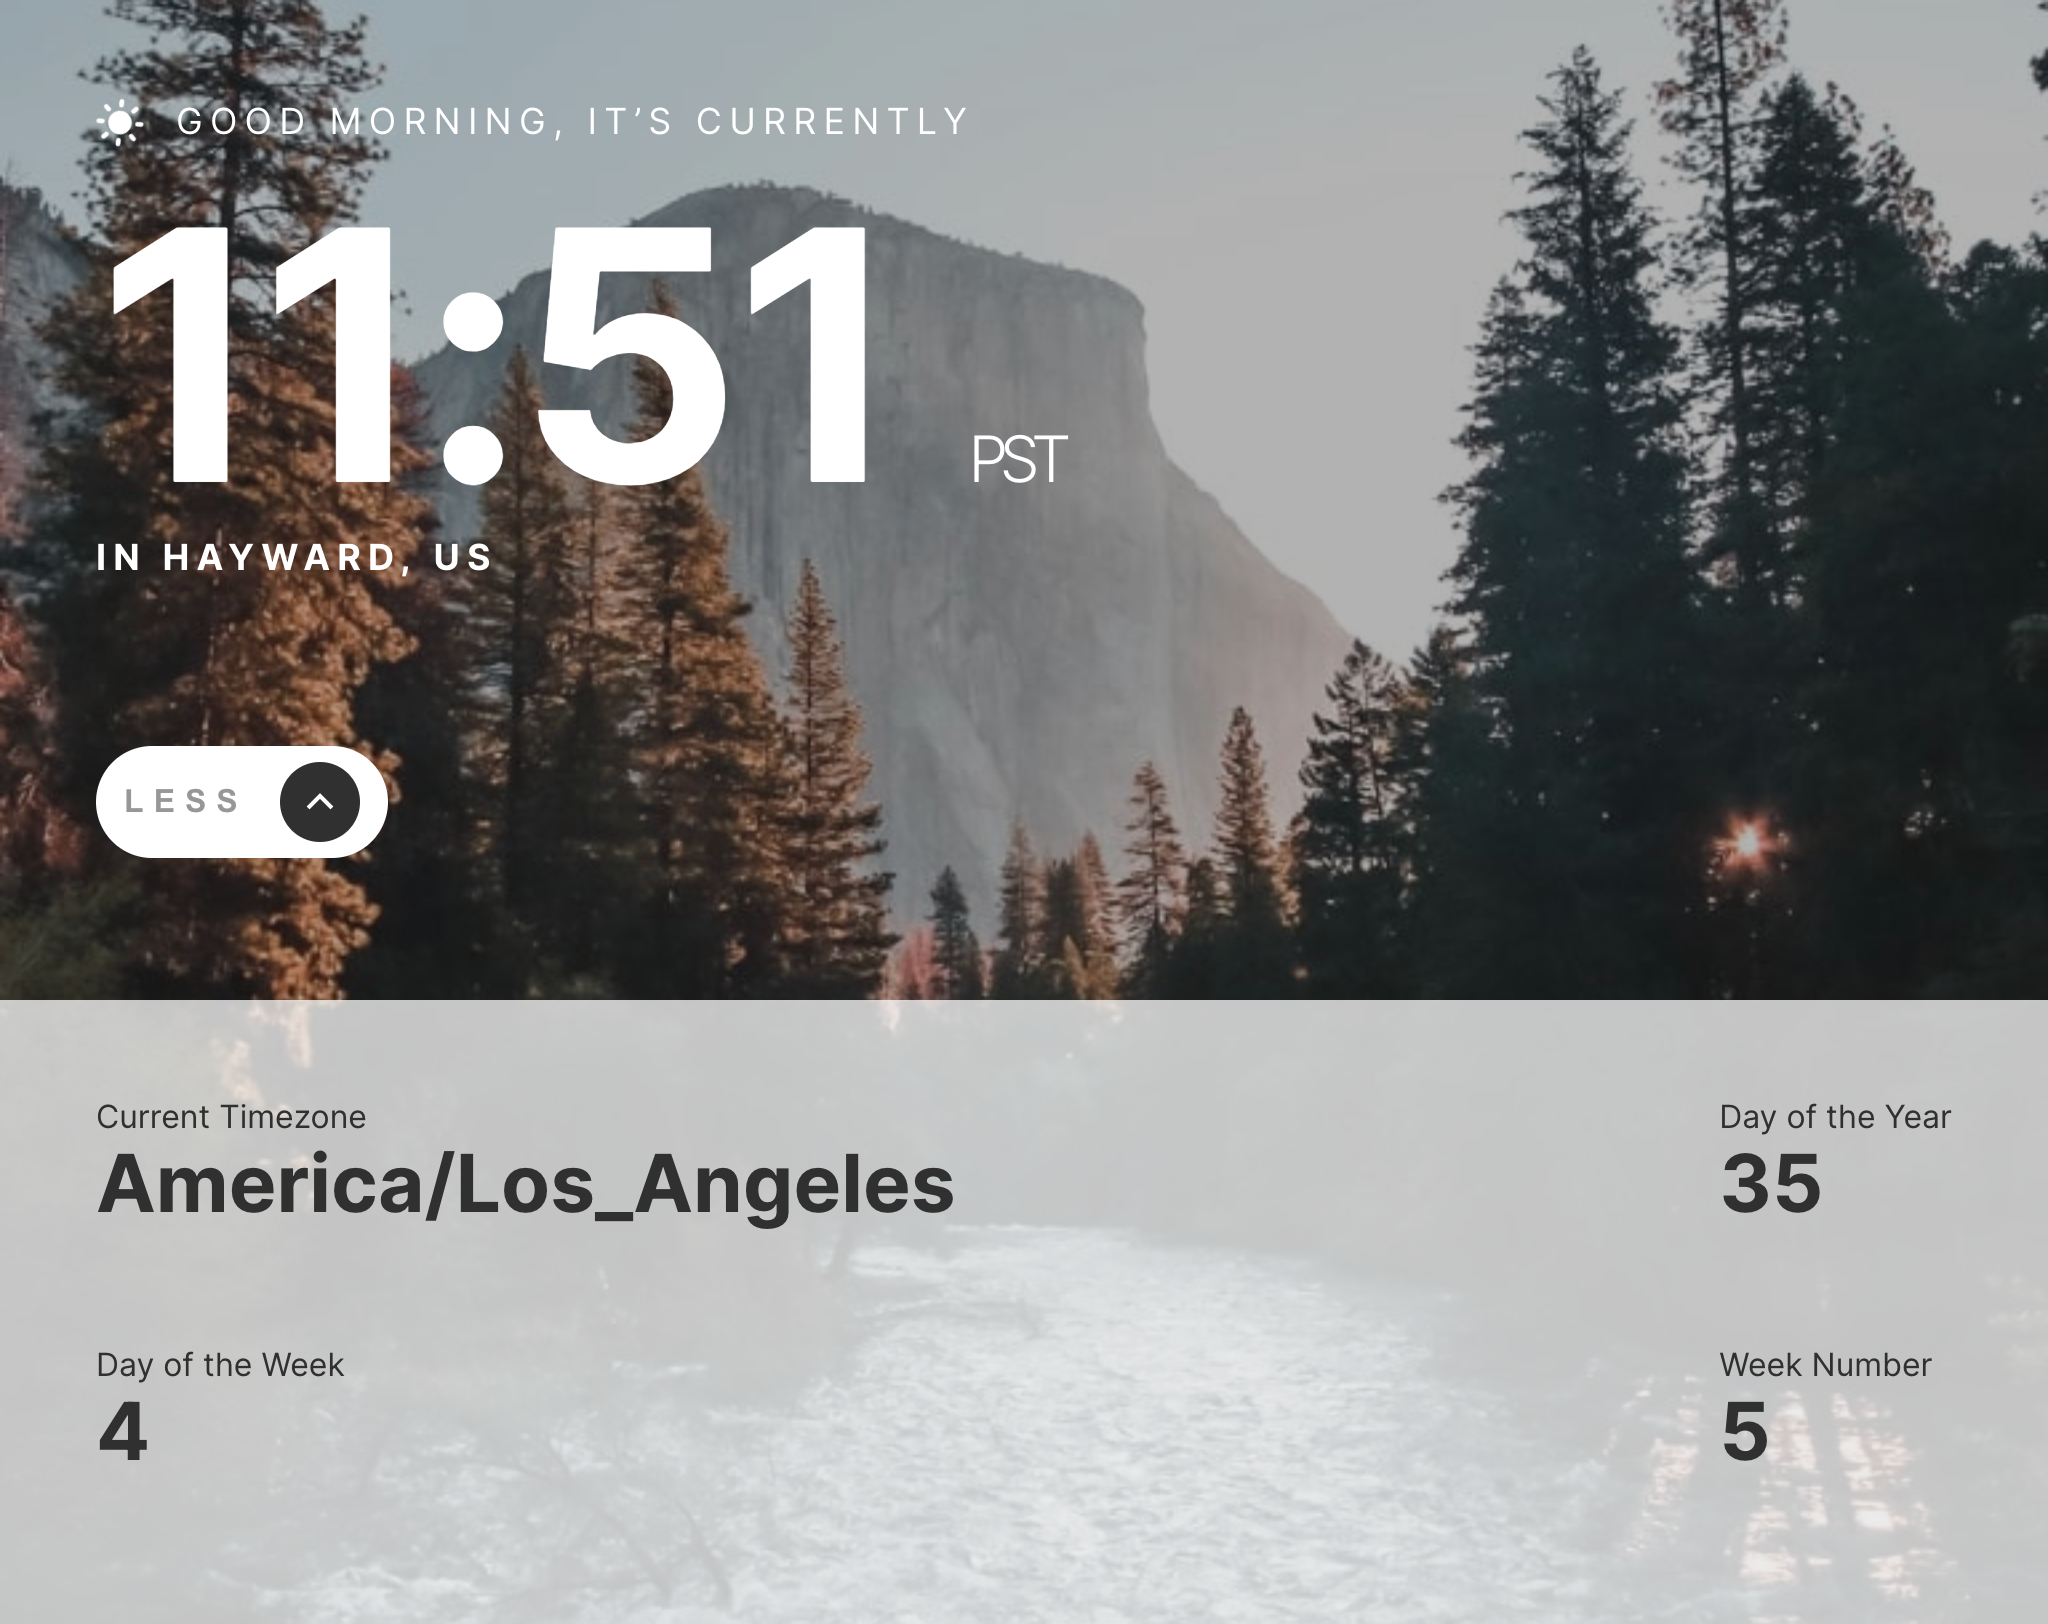 GOOD MORNING, IT’S CURRENTLY
11:51 PST
IN HAYWARD, US
LESS
Current Timezone
America/Los_Angeles
Day of the Year
35
Day of the Week
4
Week Number
5